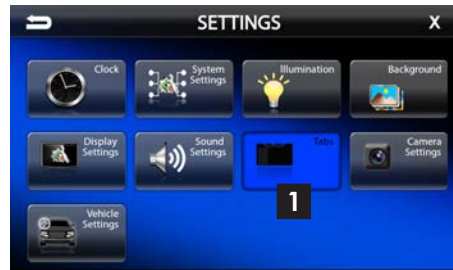 SETTINGS X
Clock
System
Settings
Illumination
Background
Display
Settings
Sound
Settings
Tabs
Camera
Settings
1
Vehicle
Settings